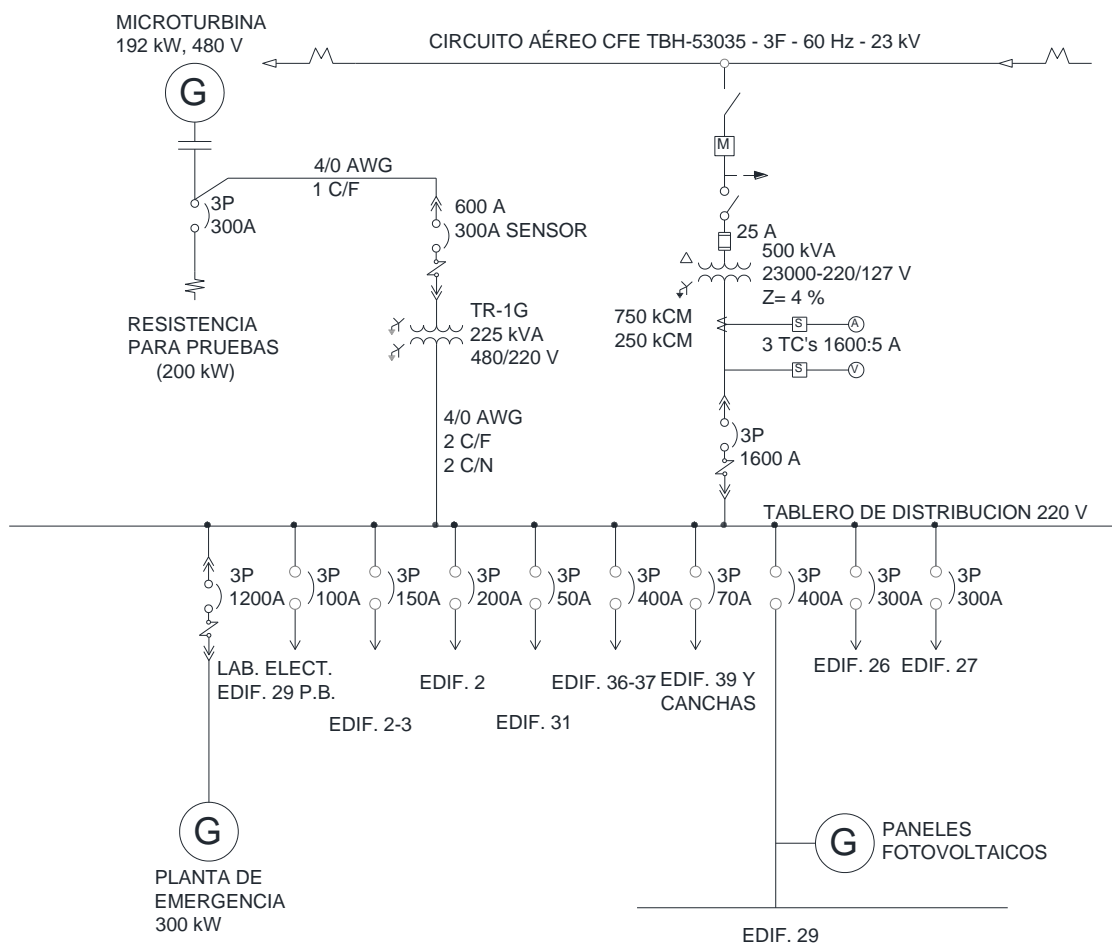 MICROTURBINA
192 kW, 480 V
G
CIRCUITO AÉREO CFE TBH-53035 - 3F - 60 Hz - 23 kV
M
4/0 AWG
1 C/F
3P
300A
600 A
300A SENSOR
25 A
500 kVA
23000-220/127 V
Z= 4 %
RESISTENCIA
PARA PRUEBAS
(200 kW)
TR-1G
225 kVA
480/220 V
750 kCM
250 kCM
S
A
3 TC's 1600:5 A
S
V
4/0 AWG
2 C/F
2 C/N
3P
1600 A
TABLERO DE DISTRIBUCION 220 V
3P
1200A
3P
100A
3P
150A
3P
200A
3P
50A
3P
400A
3P
70A
3P
400A
3P
300A
3P
300A
LAB. ELECT.
EDIF. 29 P.B.
EDIF. 2-3
EDIF. 2
EDIF. 31
EDIF. 36-37
EDIF. 39 Y
CANCHAS
EDIF. 26
EDIF. 27
G
PLANTA DE
EMERGENCIA
300 kW
G
PANELES
FOTOVOLTAICOS
EDIF. 29